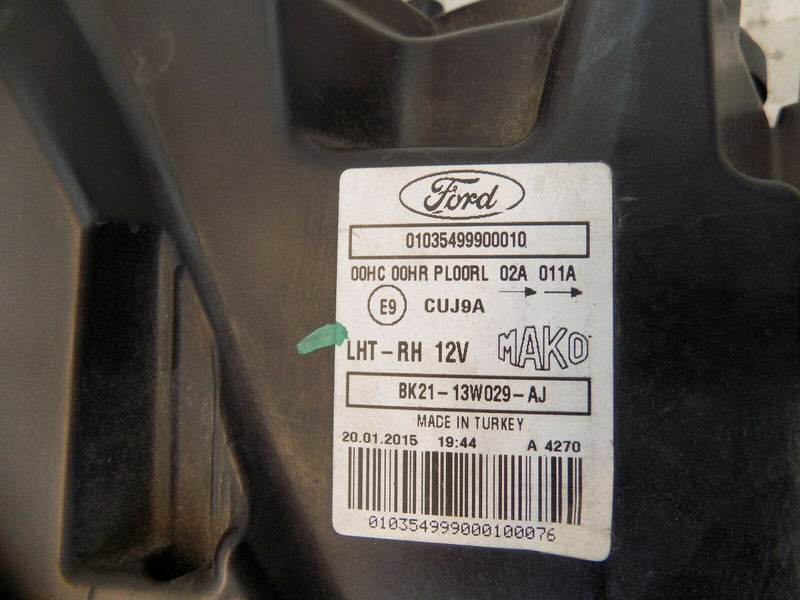 Ford
01035499900010
00HC 00HR PL00RL 02A 011A
E9 CUJ9A
LHT-RH 12V MAKO
BK21-13W029-AJ
MADE IN TURKEY
20.01.2015 19:44 A 4270
010354999000100076